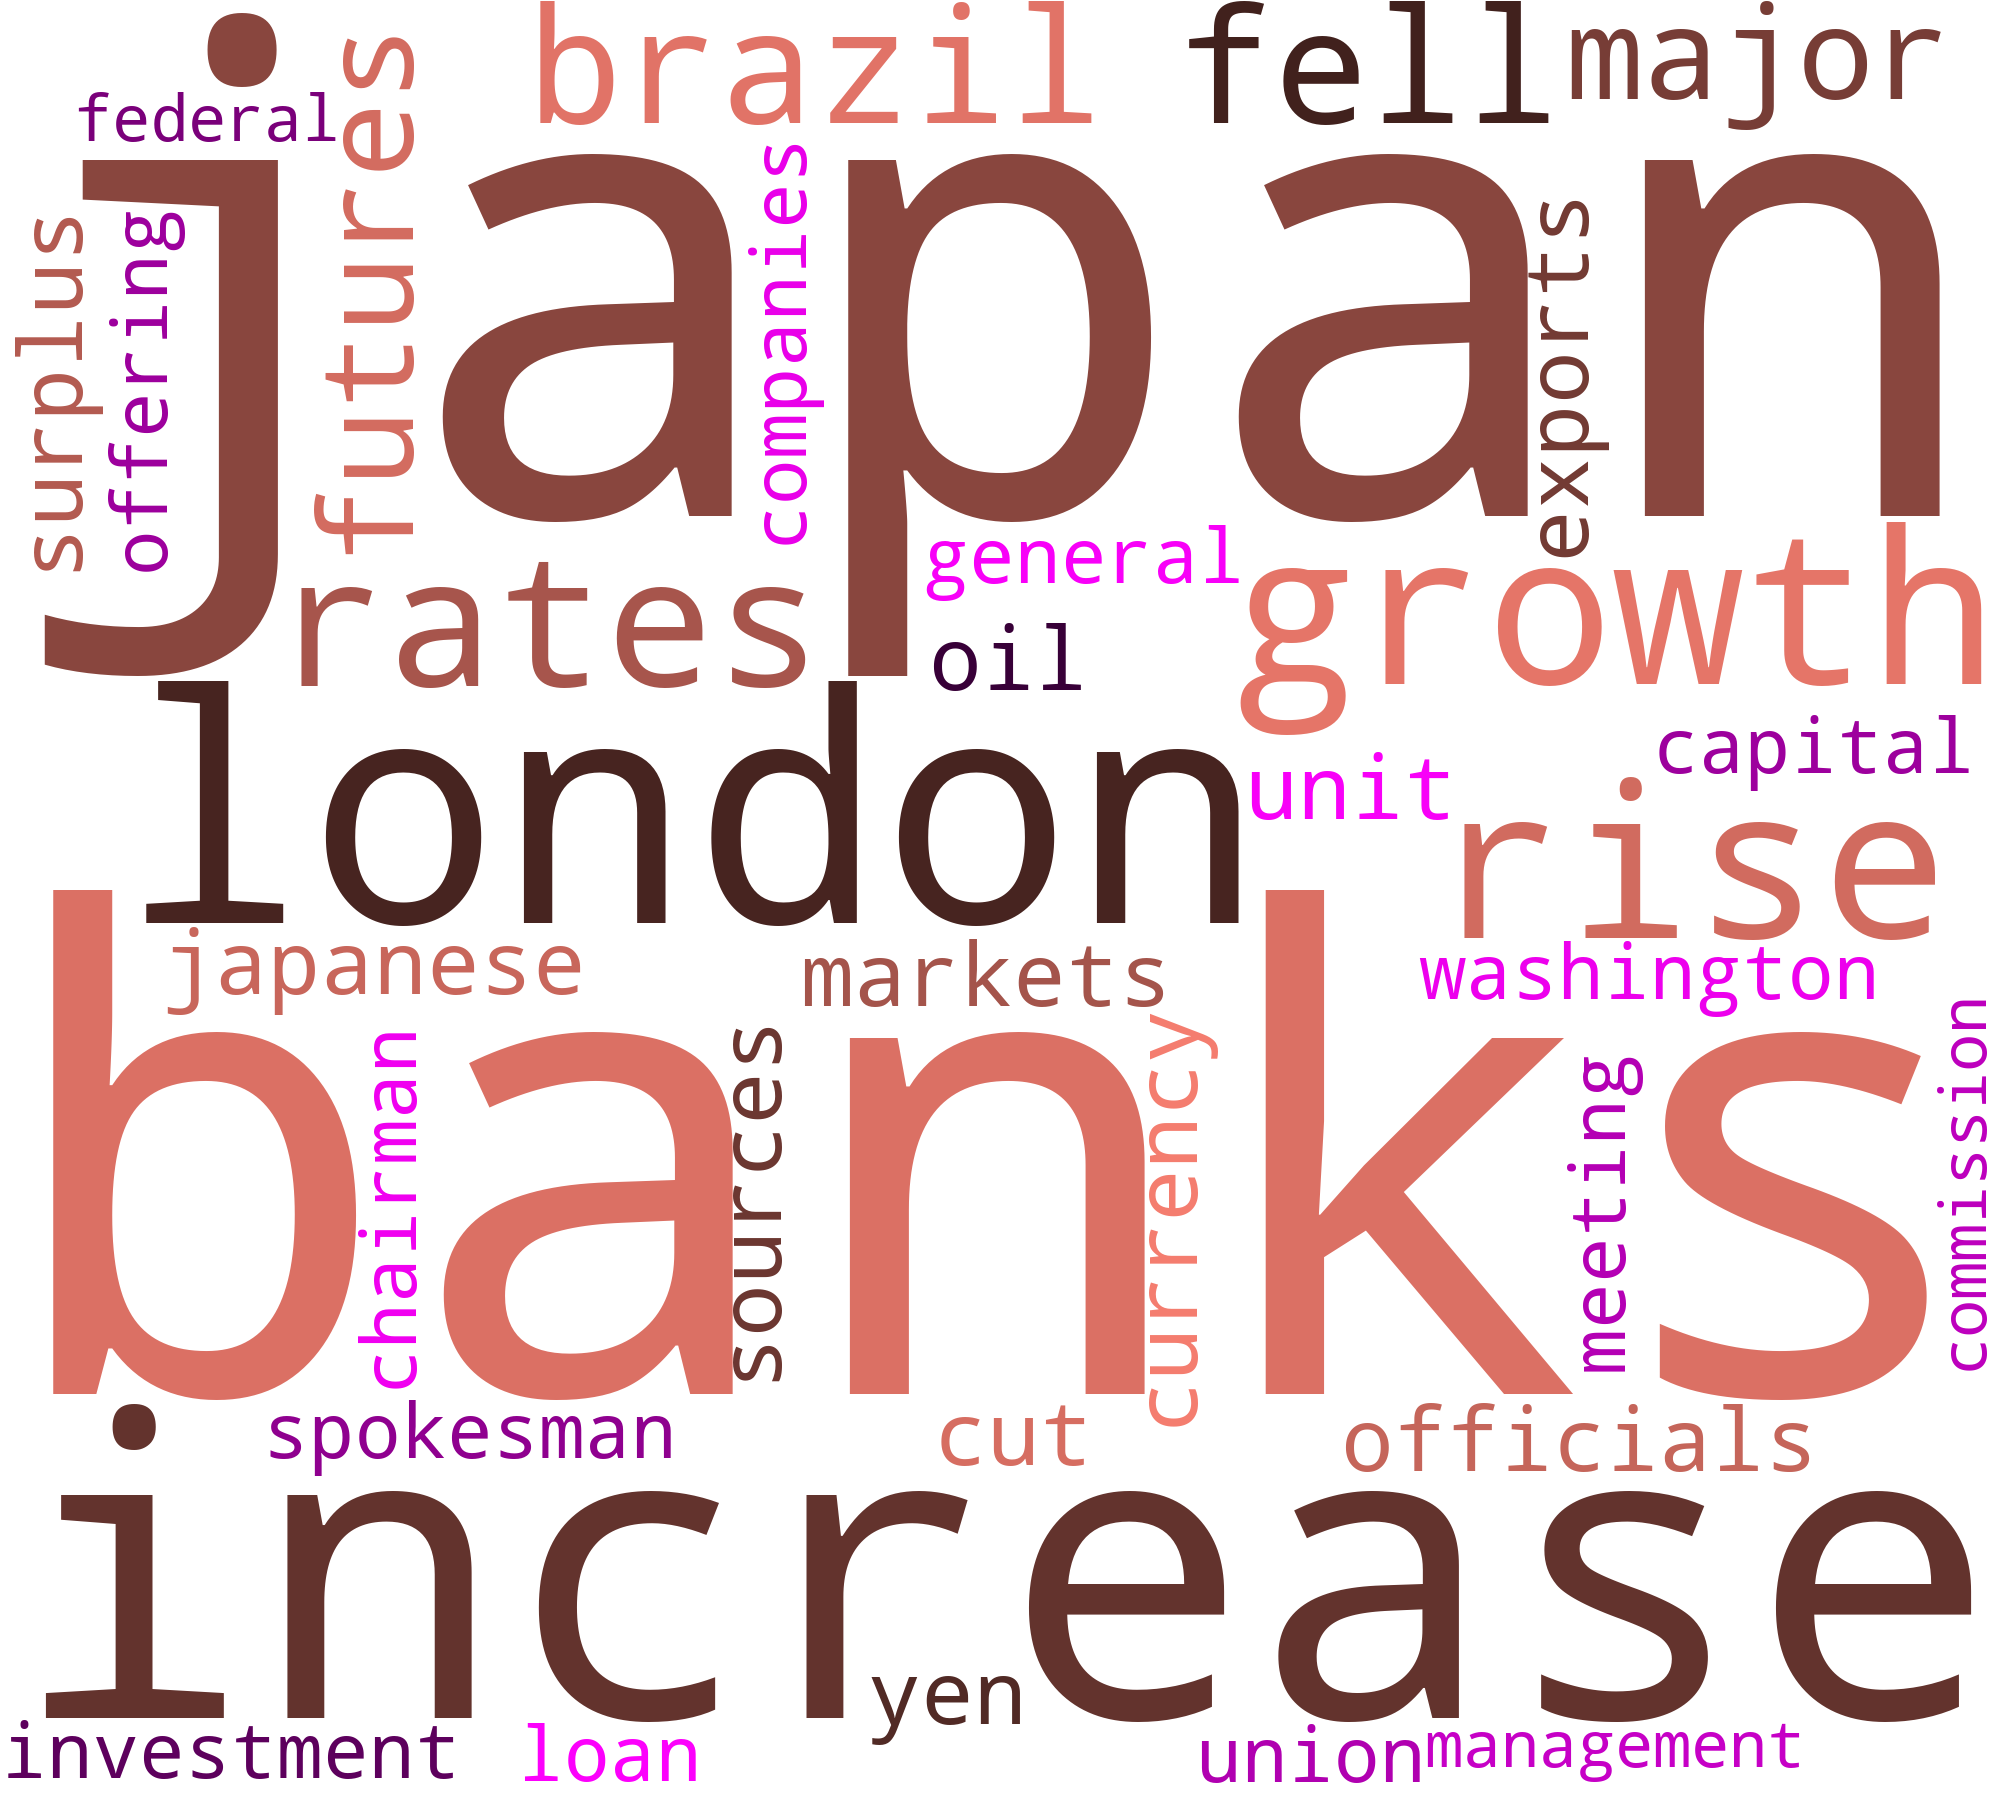 brazil
fell
major
federal
futures
japan
companies
surplus
offering
exports
general
growth
rates
oil
london
capital
unit
rise
japanese
markets
washington
banks
chairman
sources
currency
meeting
commission
spokesman
cut
officials
increase
yen
investment
loan
union
management